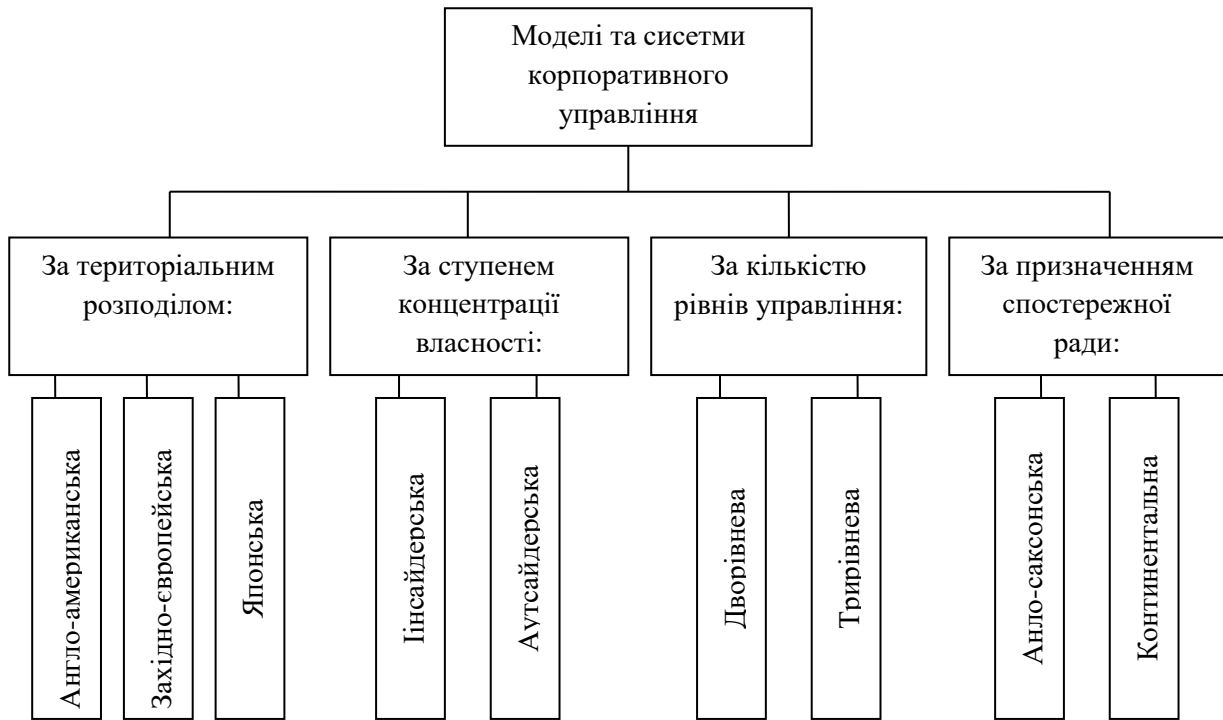 Моделі та сисетми
корпоративного
управління
За територіальним
розподілом:
За ступенем
концентрації
власності:
За кількістю
рівнів управління:
За призначенням
спостережної
ради:
Англо-американська
Західно-європейська
Японська
Іінсайдерська
Аутсайдерська
Дворівнева
Трирівнева
Анло-саксонська
Континентальна